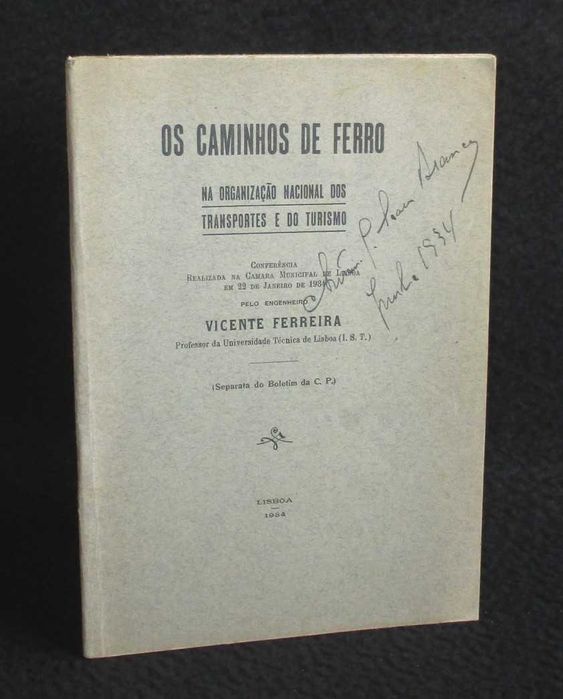 OS CAMINHOS DE FERRO
NA ORGANIZAÇÃO NACIONAL DOS
TRANSPORTES E DO TURISMO
CONFERÊNCIA
REALIZADA NA CAMARA MUNICIPAL DE LISBOA
EM 22 DE JANEIRO DE 1934
PELO ENGENHEIRO
VICENTE FERREIRA
Professor da Universidade Técnica de Lisboa (I. S. T.)
(Separata do Boletim da C. P.)
LISBOA
1934
Branca
Junho 1934